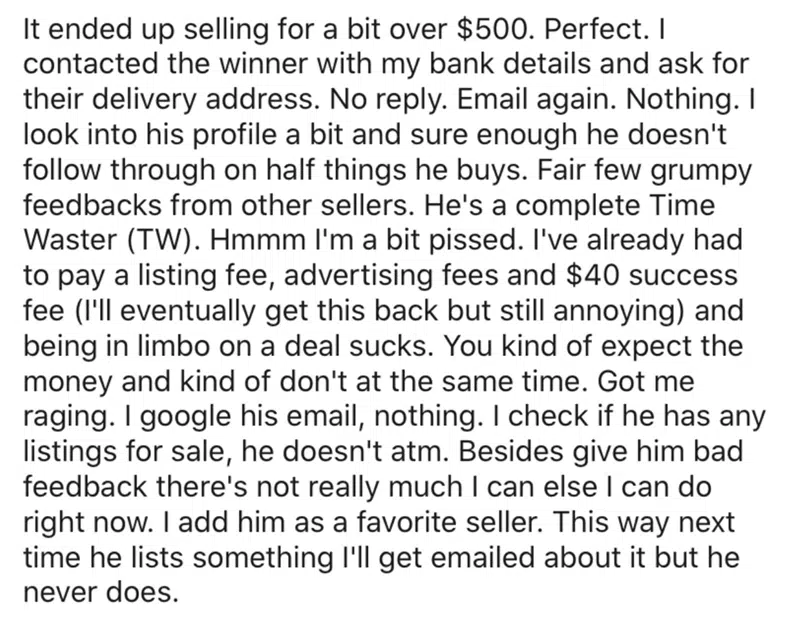 It ended up selling for a bit over $500. Perfect. I
contacted the winner with my bank details and ask for
their delivery address. No reply. Email again. Nothing. I
look into his profile a bit and sure enough he doesn't
follow through on half things he buys. Fair few grumpy
feedbacks from other sellers. He's a complete Time
Waster (TW). Hmmm I'm a bit pissed. I've already had
to pay a listing fee, advertising fees and $40 success
fee (I'll eventually get this back but still annoying) and
being in limbo on a deal sucks. You kind of expect the
money and kind of don't at the same time. Got me
raging. I google his email, nothing. I check if he has any
listings for sale, he doesn't atm. Besides give him bad
feedback there's not really much I can else I can do
right now. I add him as a favorite seller. This way next
time he lists something I'll get emailed about it but he
never does.